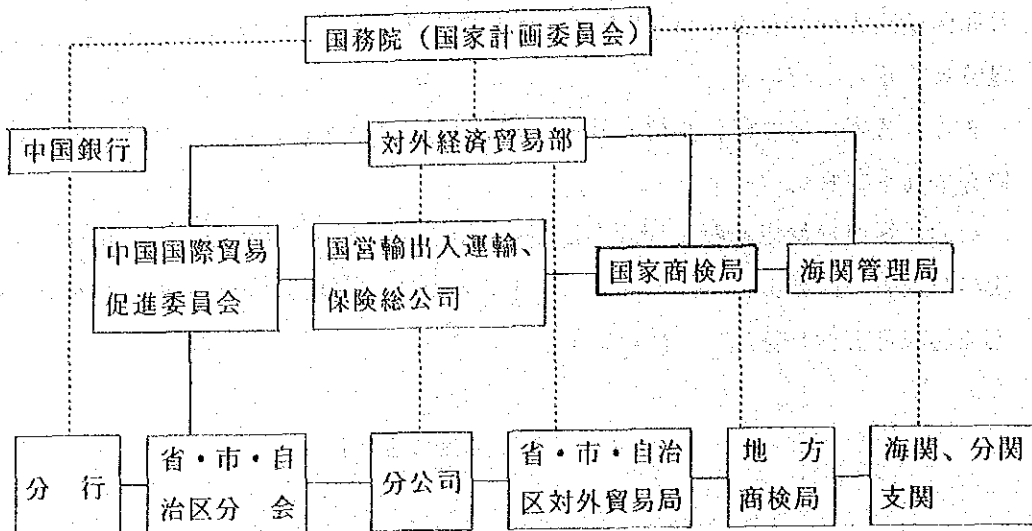 国務院（国家計画委員会）
中国銀行
対外経済貿易部
中国国際貿易
促進委員会
国営輸出入運輸、
保険総公司
国家商検局
海関管理局
分　行
省・市・自
治区分　会
分公司
省・市・自治
区対外貿易局
地　方
商検局
海関、分関
支関